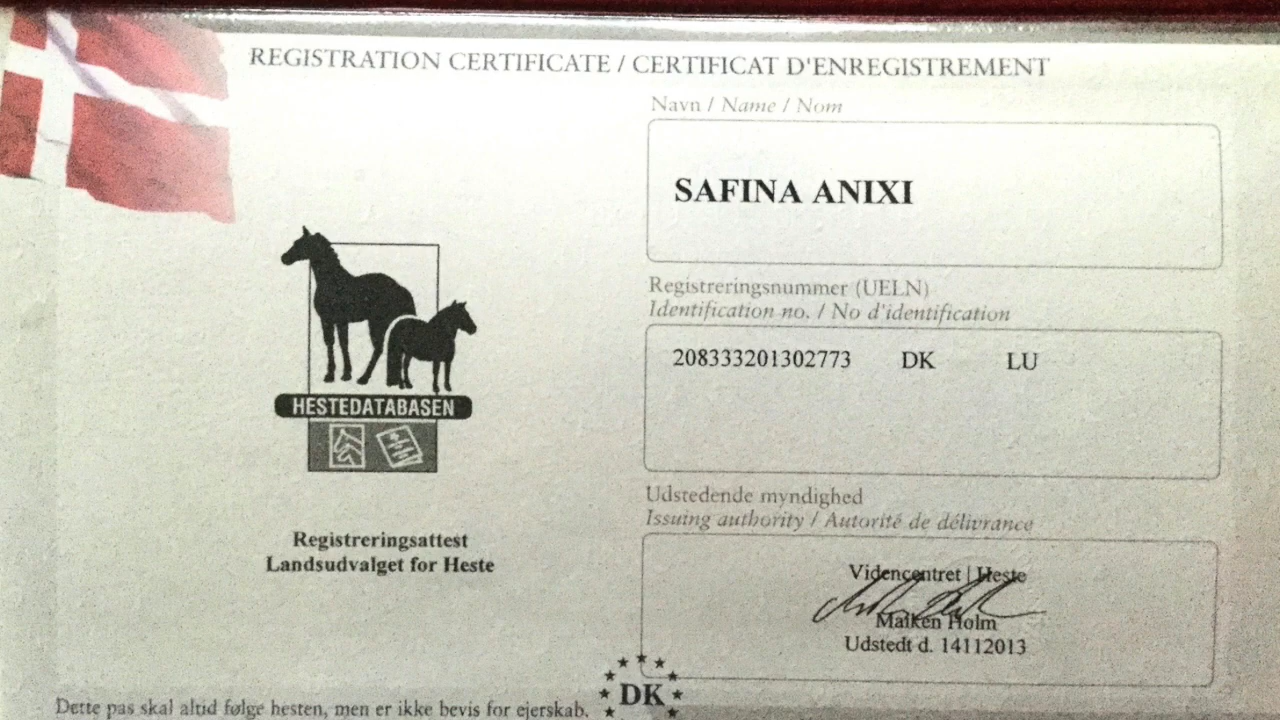 REGISTRATION CERTIFICATE / CERTIFICAT D'ENREGISTREMENT
Navn / Name / Nom
SAFINA ANIXI
Registreringsnummer (UELN)
Identification no. / No d'identification
208333201302773 DK LU
HESTEDATABASEN
Registreringsattest
Landsudvalget for Heste
Udstedende myndighed
Issuing authority / Autorité de délivrance
Videncentret | Heste
Maiken Holm
Udstedt d. 14112013
DK
Dette pas skal altid følge hesten, men er ikke bevis for ejerskab.